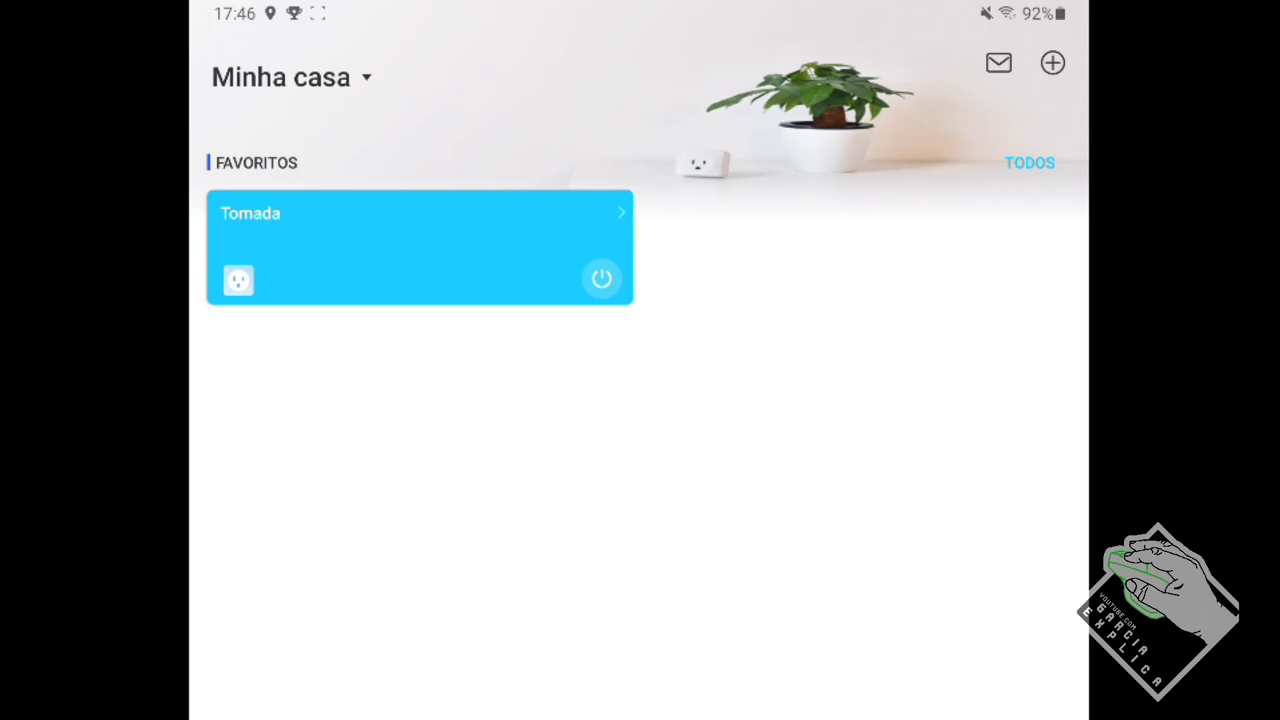 17:46
92%
Minha casa
FAVORITOS
TODOS
Tomada
YOUTUBE.COM
GARCIA
EXPLICA